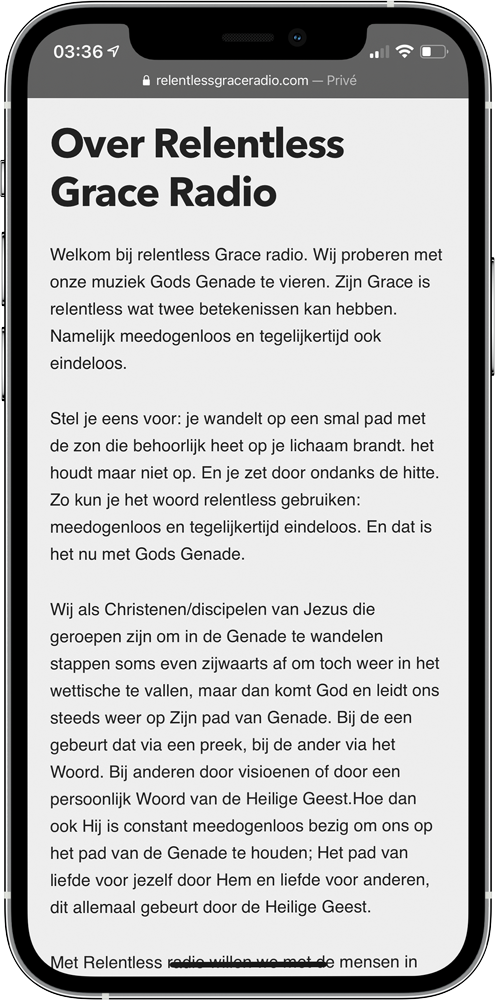 03:36
relentlessgraceradio.com — Privé
Over Relentless
Grace Radio
Welkom bij relentless Grace radio. Wij proberen met
onze muziek Gods Genade te vieren. Zijn Grace is
relentless wat twee betekenissen kan hebben.
Namelijk meedogenloos en tegelijkertijd ook
eindeloos.
Stel je eens voor: je wandelt op een smal pad met
de zon die behoorlijk heet op je lichaam brandt. het
houdt maar niet op. En je zet door ondanks de hitte.
Zo kun je het woord relentless gebruiken:
meedogenloos en tegelijkertijd eindeloos. En dat is
het nu met Gods Genade.
Wij als Christenen/discipelen van Jezus die
geroepen zijn om in de Genade te wandelen
stappen soms even zijwaarts af om toch weer in het
wettische te vallen, maar dan komt God en leidt ons
steeds weer op Zijn pad van Genade. Bij de een
gebeurt dat via een preek, bij de ander via het
Woord. Bij anderen door visioenen of door een
persoonlijk Woord van de Heilige Geest.Hoe dan
ook Hij is constant meedogenloos bezig om ons op
het pad van de Genade te houden; Het pad van
liefde voor jezelf door Hem en liefde voor anderen,
dit allemaal gebeurt door de Heilige Geest.
Met Relentless radio willen we met de mensen in